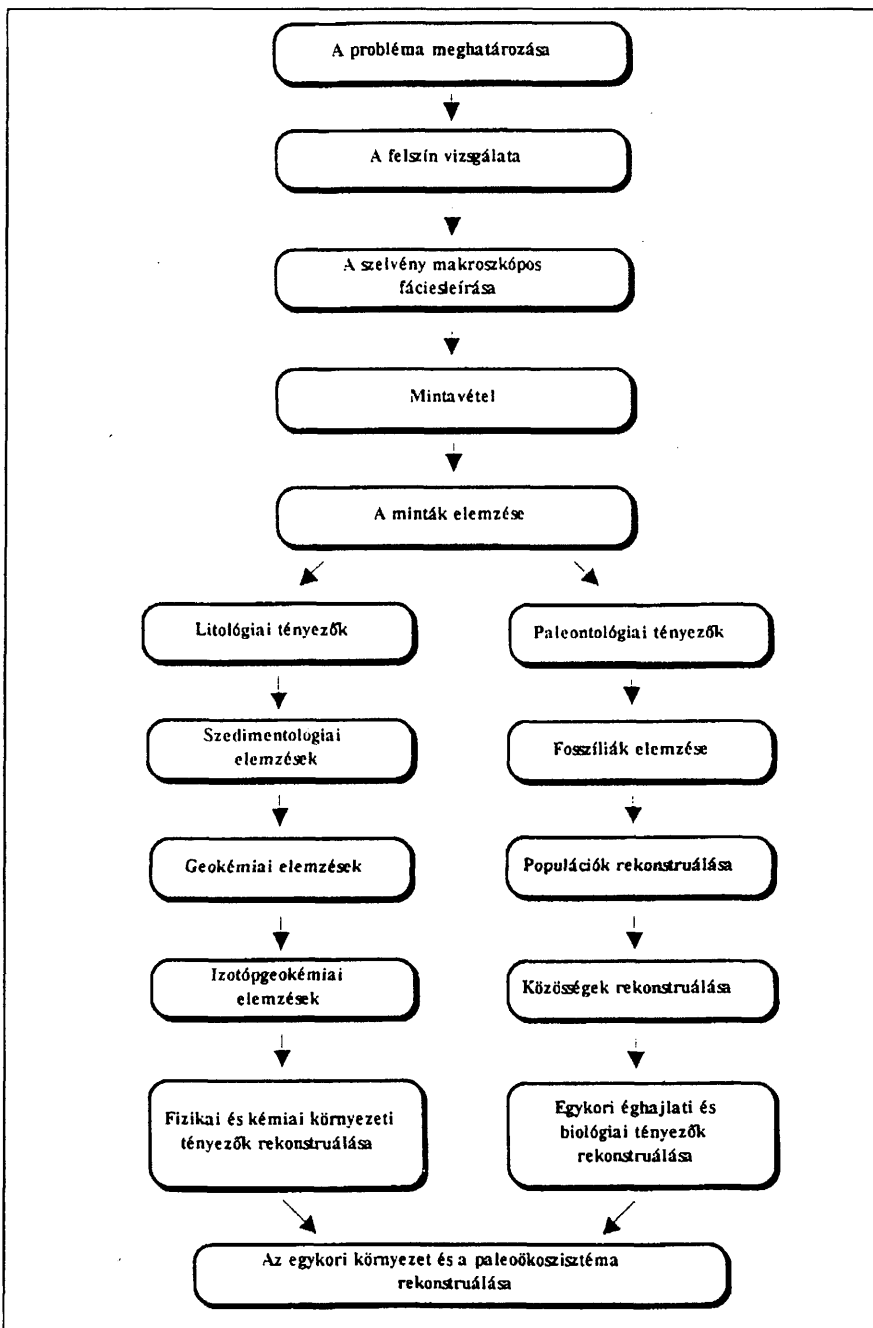 A probléma meghatározása
A felszín vizsgálata
A szelvény makroszkópos
fáciesleírása
Mintavétel
A minták elemzése
Litológiai tényezők
Paleontológiai tényezők
Szedimentológiai
elemzések
Fosszíliák elemzése
Geokémiai elemzések
Populációk rekonstruálása
Izotópgeokémiai
elemzések
Közösségek rekonstruálása
Fizikai és kémiai környezeti
tényezők rekonstruálása
Egykori éghajlati és
biológiai tényezők
rekonstruálása
Az egykori környezet és a paleoökoszisztéma
rekonstruálása